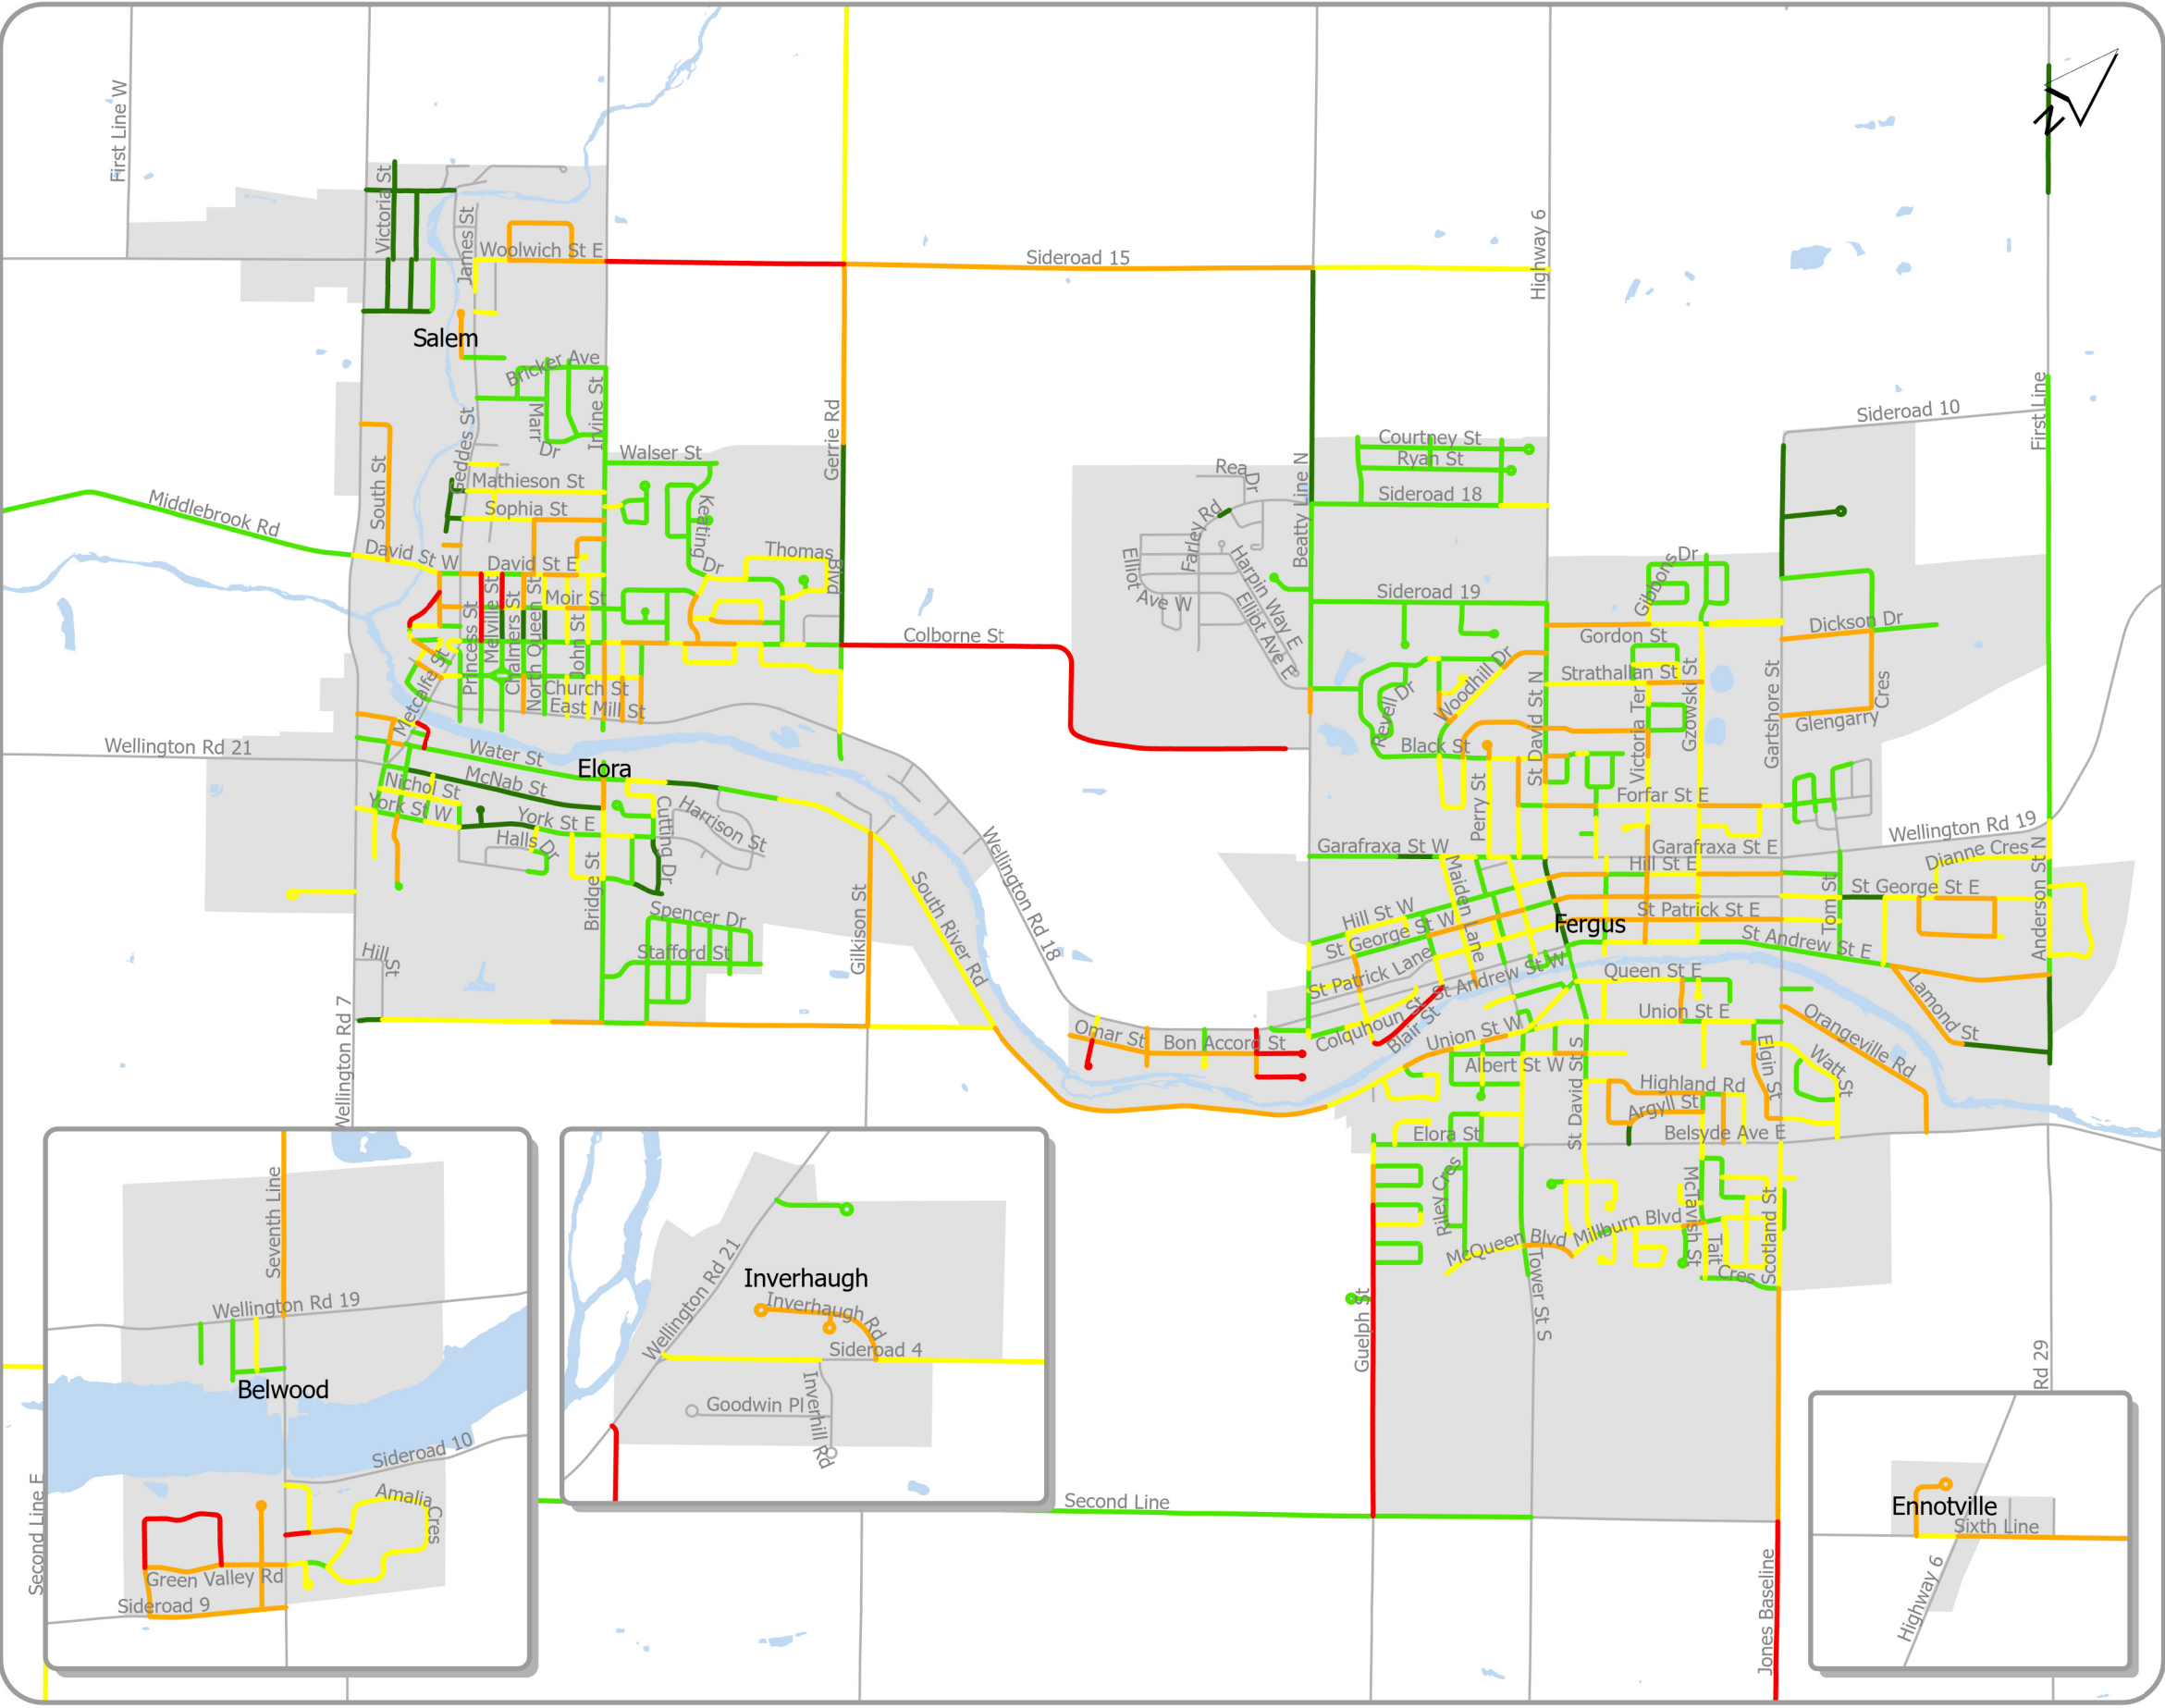 First Line W
Victoria St
James St
Woolwich St E
Sideroad 15
Highway 6
N
Salem
Bricker Ave
Marr
Dr
Irvine St
Geddes St
Gerrie Rd
Walser St
Mathieson St
Sophia St
Keating
Dr
Thomas
Blvd
South St
Middlebrook Rd
David St W
David St E
Moir St
Princess St
Melville St
Chalmers St
North Queen St
John St
Church St
East Mill St
Metcalfe St
Colborne St
Rea
Dr
Farley Rd
Elliot
Ave W
Harpin Way E
Elliot Ave E
Beatty Line N
Courtney St
Ryan St
Sideroad 18
Sideroad 19
Sideroad 10
First Line
Gibbons
Dr
Gordon St
Dickson Dr
Strathallan St
Cres
Glengarry
Woodhill Dr
Revell Dr
Black St
St David St N
Victoria Ter
Gzowski St
Gartshore St
Perry St
Forfar St E
Wellington Rd 21
Water St
Elora
McNab St
Nichol St
York St W
York St E
Halls Dr
Cutting Dr
Harrison St
Bridge St
Spencer Dr
Stafford St
Hill
St
Gilkison St
South River Rd
Wellington Rd 18
Wellington Rd 7
Garafraxa St W
Garafraxa St E
Wellington Rd 19
Hill St E
Dianne Cres
Tom St
St George St E
Anderson St N
Maiden Lane
Hill St W
St George St W
St Patrick Lane
St Andrew St W
Fergus
St Patrick St E
St Andrew St E
Queen St E
Union St E
Lamond St
Orangeville Rd
Omar St
Bon Accord St
Colquhoun St
Blair St
Union St W
Albert St W
St David St S
Elgin St
Watt
St
Highland Rd
Argyll St
Belsyde Ave E
Elora St
Riley Cres
McQueen Blvd
Millburn Blvd
McTavish St
Tait
Cres
Scotland St
Tower St S
Guelph St
Rd 29
Second Line
Jones Baseline
Second Line E
Seventh Line
Wellington Rd 19
Belwood
Sideroad 10
Amalia
Cres
Green Valley Rd
Sideroad 9
Wellington Rd 21
Inverhaugh
Inverhaugh Rd
Sideroad 4
Goodwin Pl
Inverhill Rd
Ennotville
Sixth Line
Highway 6